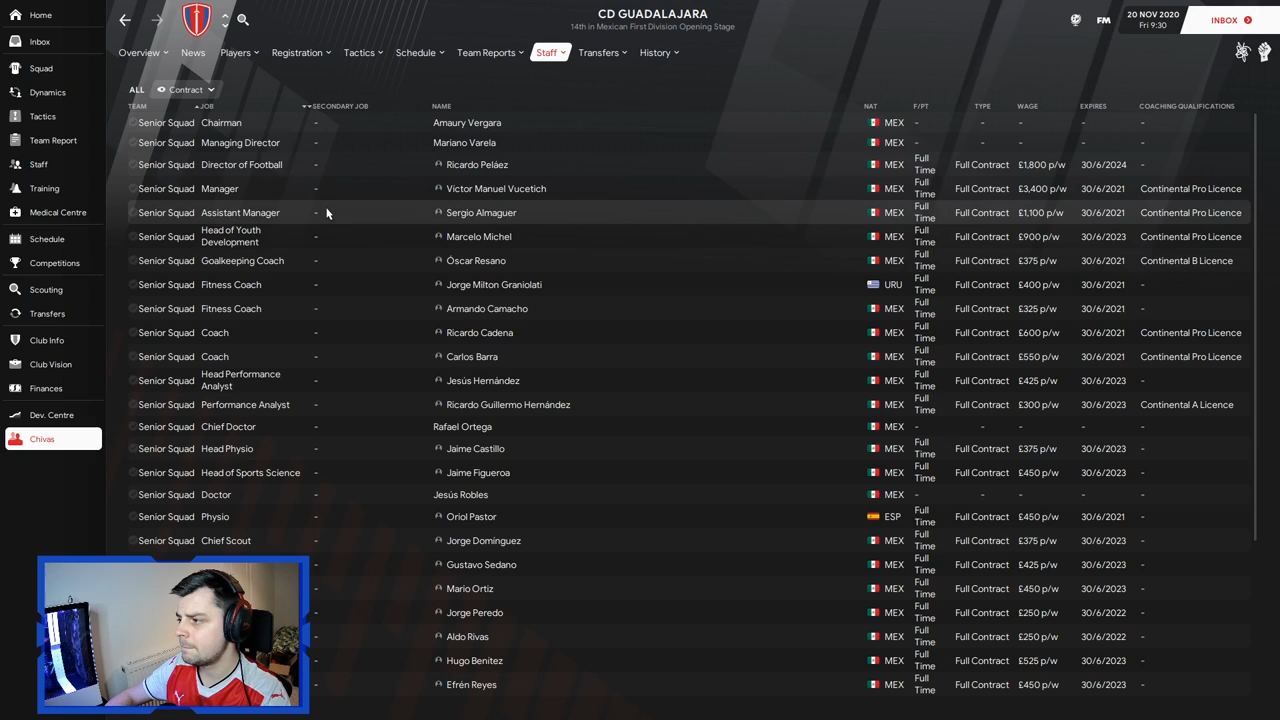 Home
Inbox
Squad
Dynamics
Tactics
Team Report
Staff
Training
Medical Centre
Schedule
Competitions
Scouting
Transfers
Club Info
Club Vision
Finances
Dev. Centre
Chivas
CD GUADALAJARA
14th in Mexican First Division Opening Stage
FM
20 NOV 2020
Fri 9:30
INBOX
Overview
News
Players
Registration
Tactics
Schedule
Team Reports
Staff
Transfers
History
ALL Contract
TEAM JOB SECONDARY JOB NAME NAT F/PT TYPE WAGE EXPIRES COACHING QUALIFICATIONS
Senior Squad Chairman - Amaury Vergara MEX - - - - -
Senior Squad Managing Director - Mariano Varela MEX - - - - -
Senior Squad Director of Football - Ricardo Peláez MEX Full Time Full Contract £1,800 p/w 30/6/2024 -
Senior Squad Manager - Víctor Manuel Vucetich MEX Full Time Full Contract £3,400 p/w 30/6/2021 Continental Pro Licence
Senior Squad Assistant Manager - Sergio Almaguer MEX Full Time Full Contract £1,100 p/w 30/6/2021 Continental Pro Licence
Senior Squad Head of Youth Development - Marcelo Michel MEX Full Time Full Contract £900 p/w 30/6/2023 Continental Pro Licence
Senior Squad Goalkeeping Coach - Óscar Resano MEX Full Time Full Contract £375 p/w 30/6/2021 Continental B Licence
Senior Squad Fitness Coach - Jorge Milton Graniolati URU Full Time Full Contract £400 p/w 30/6/2021 -
Senior Squad Fitness Coach - Armando Camacho MEX Full Time Full Contract £325 p/w 30/6/2021 -
Senior Squad Coach - Ricardo Cadena MEX Full Time Full Contract £600 p/w 30/6/2021 Continental Pro Licence
Senior Squad Coach - Carlos Barra MEX Full Time Full Contract £550 p/w 30/6/2021 Continental Pro Licence
Senior Squad Head Performance Analyst - Jesús Hernández MEX Full Time Full Contract £425 p/w 30/6/2023 -
Senior Squad Performance Analyst - Ricardo Guillermo Hernández MEX Full Time Full Contract £300 p/w 30/6/2023 Continental A Licence
Senior Squad Chief Doctor - Rafael Ortega MEX - - - - -
Senior Squad Head Physio - Jaime Castillo MEX Full Time Full Contract £375 p/w 30/6/2023 -
Senior Squad Head of Sports Science - Jaime Figueroa MEX Full Time Full Contract £450 p/w 30/6/2023 -
Senior Squad Doctor - Jesús Robles MEX - - - - -
Senior Squad Physio - Oriol Pastor ESP Full Time Full Contract £450 p/w 30/6/2021 -
Senior Squad Chief Scout - Jorge Domínguez MEX Full Time Full Contract £375 p/w 30/6/2023 -
- Gustavo Sedano MEX Full Time Full Contract £425 p/w 30/6/2023 -
- Mario Ortiz MEX Full Time Full Contract £450 p/w 30/6/2023 -
- Jorge Peredo MEX Full Time Full Contract £250 p/w 30/6/2022 -
- Aldo Rivas MEX Full Time Full Contract £250 p/w 30/6/2022 -
- Hugo Benítez MEX Full Time Full Contract £525 p/w 30/6/2023 -
- Efrén Reyes MEX Full Time Full Contract £450 p/w 30/6/2023 -